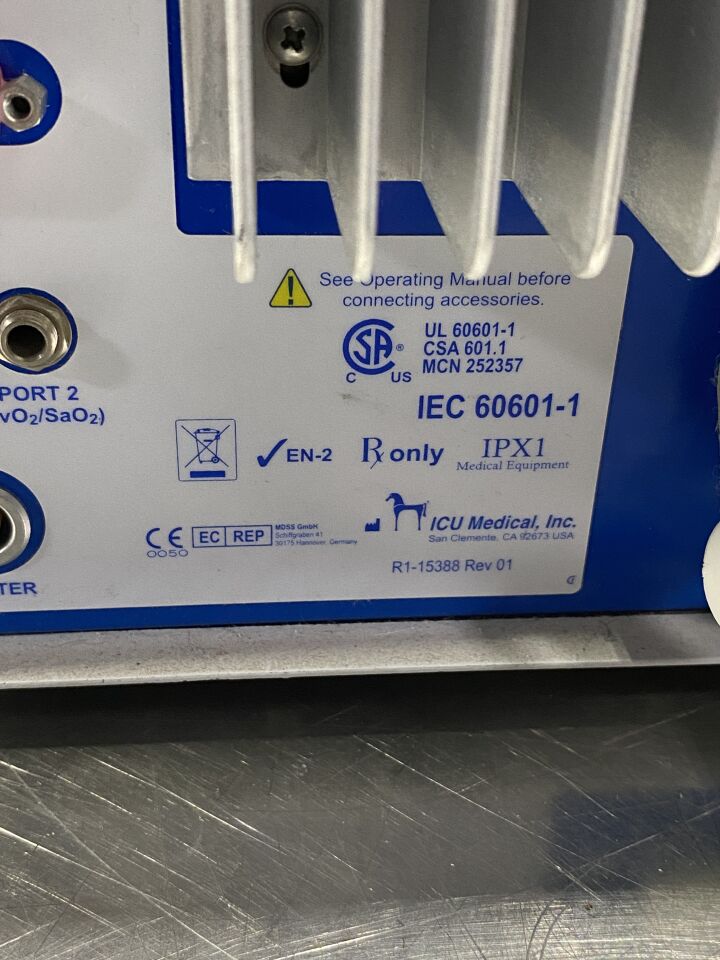 See Operating Manual before
connecting accessories.
SA
C US
UL 60601-1
CSA 601.1
MCN 252357
IEC 60601-1
EN-2
Rx only
IPX1
Medical Equipment
PORT 2
vO₂/SaO₂)
TER
CE
0050
EC REP
MDSS GmbH
Schiffgraben 41
30175 Hannover, Germany
ICU Medical, Inc.
San Clemente, CA 92673 USA
R1-15388 Rev 01